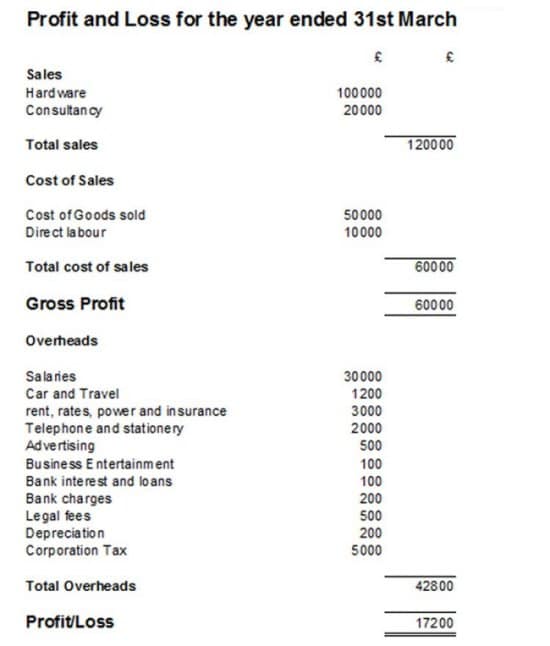 Profit and Loss for the year ended 31st March
£ £
Sales
Hardware 100000
Consultancy 20000
Total sales 120000
Cost of Sales
Cost of Goods sold 50000
Direct labour 10000
Total cost of sales 60000
Gross Profit 60000
Overheads
Salaries 30000
Car and Travel 1200
rent, rates, power and insurance 3000
Telephone and stationery 2000
Advertising 500
Business Entertainment 100
Bank interest and loans 100
Bank charges 200
Legal fees 500
Depreciation 200
Corporation Tax 5000
Total Overheads 42800
Profit/Loss 17200